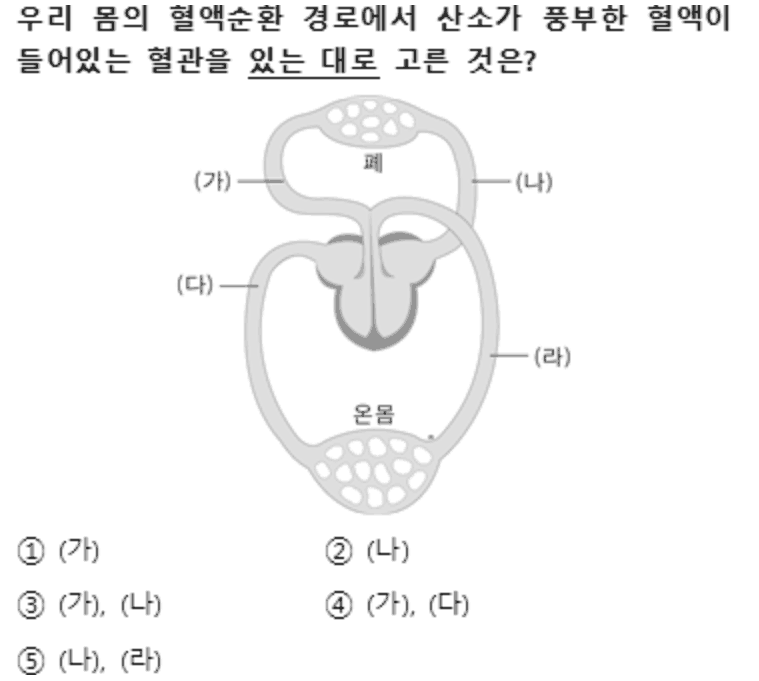 우리 몸의 혈액순환 경로에서 산소가 풍부한 혈액이
들어있는 혈관을 있는 대로 고른 것은?
폐
(가)
(나)
(다)
(라)
온몸
① (가)
② (나)
③ (가), (나)
④ (가), (다)
⑤ (나), (라)